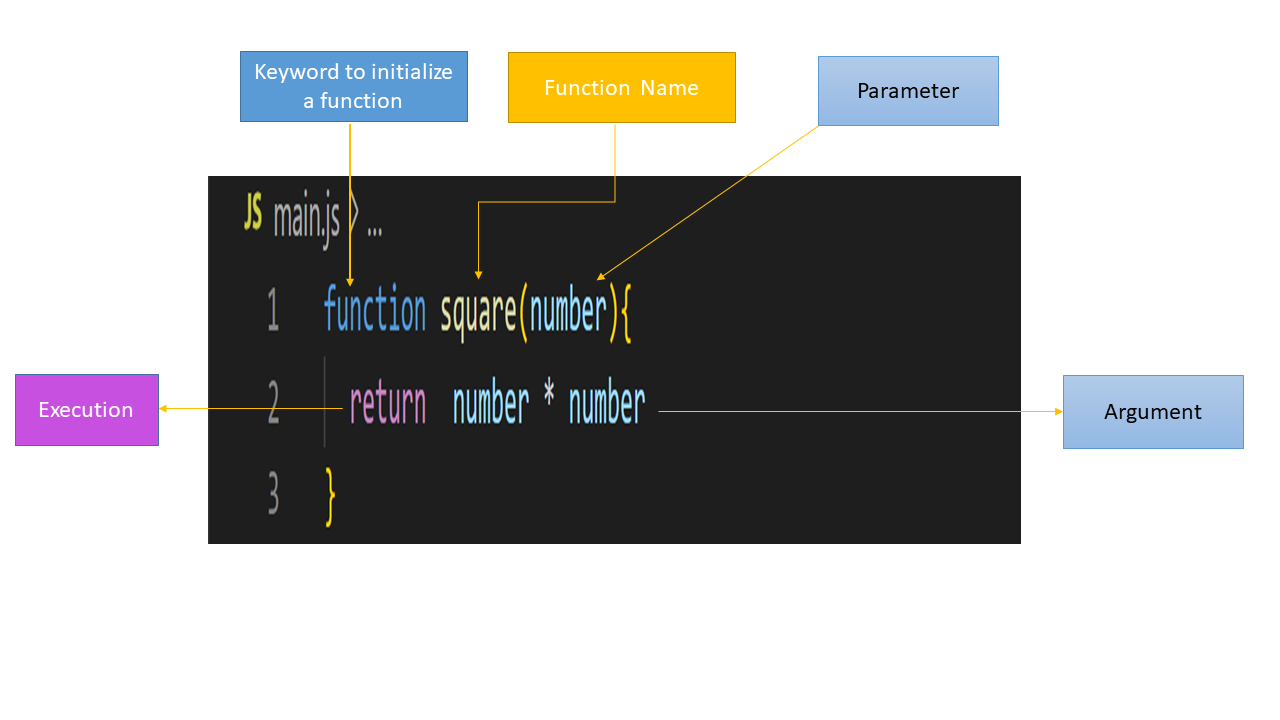 Keyword to initialize
a function
Function Name
Parameter
JS main.js > ...
1 function square(number){
Execution
2 return number * number
Argument
3 }